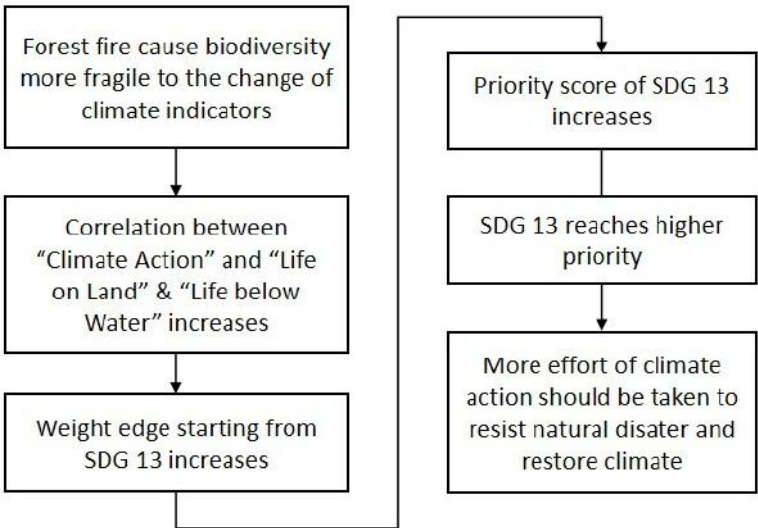 Forest fire cause biodiversity
more fragile to the change of
climate indicators
Correlation between
“Climate Action” and “Life
on Land” & “Life below
Water” increases
Weight edge starting from
SDG 13 increases
Priority score of SDG 13
increases
SDG 13 reaches higher
priority
More effort of climate
action should be taken to
resist natural disater and
restore climate